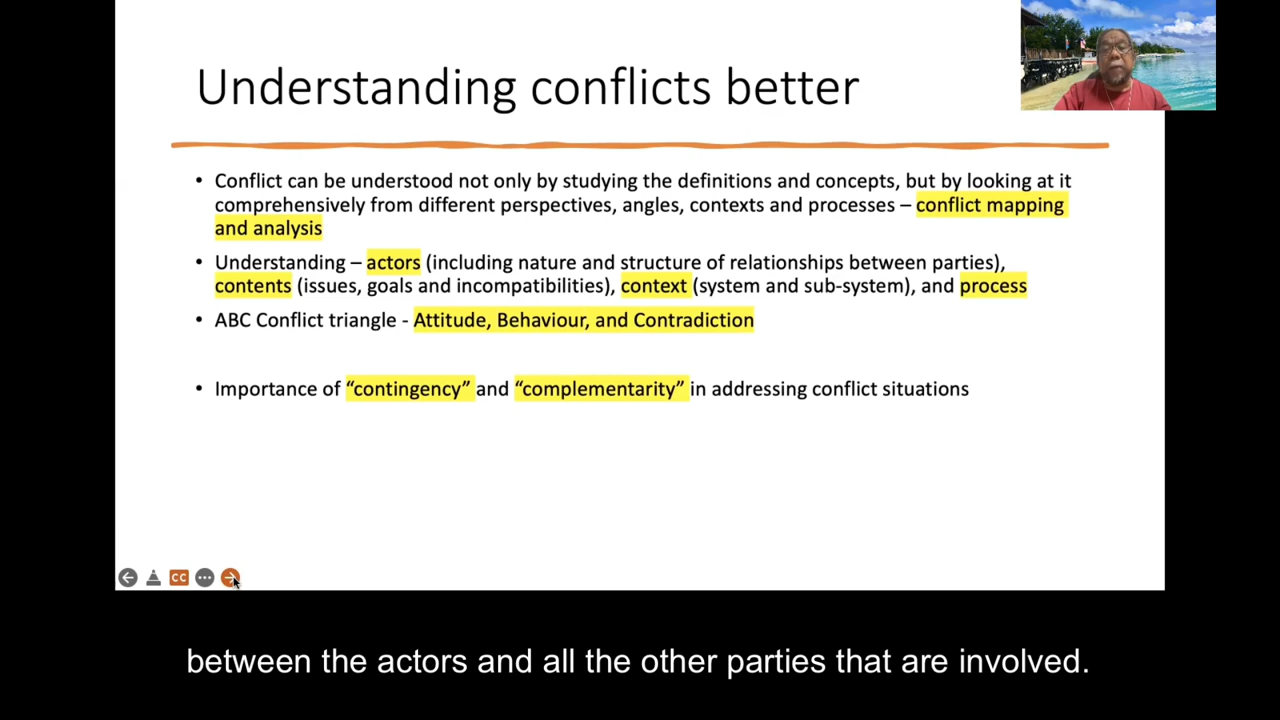 Understanding conflicts better
• Conflict can be understood not only by studying the definitions and concepts, but by looking at it
comprehensively from different perspectives, angles, contexts and processes – conflict mapping
and analysis
• Understanding – actors (including nature and structure of relationships between parties),
contents (issues, goals and incompatibilities), context (system and sub-system), and process
• ABC Conflict triangle - Attitude, Behaviour, and Contradiction
• Importance of “contingency” and “complementarity” in addressing conflict situations
CC
between the actors and all the other parties that are involved.